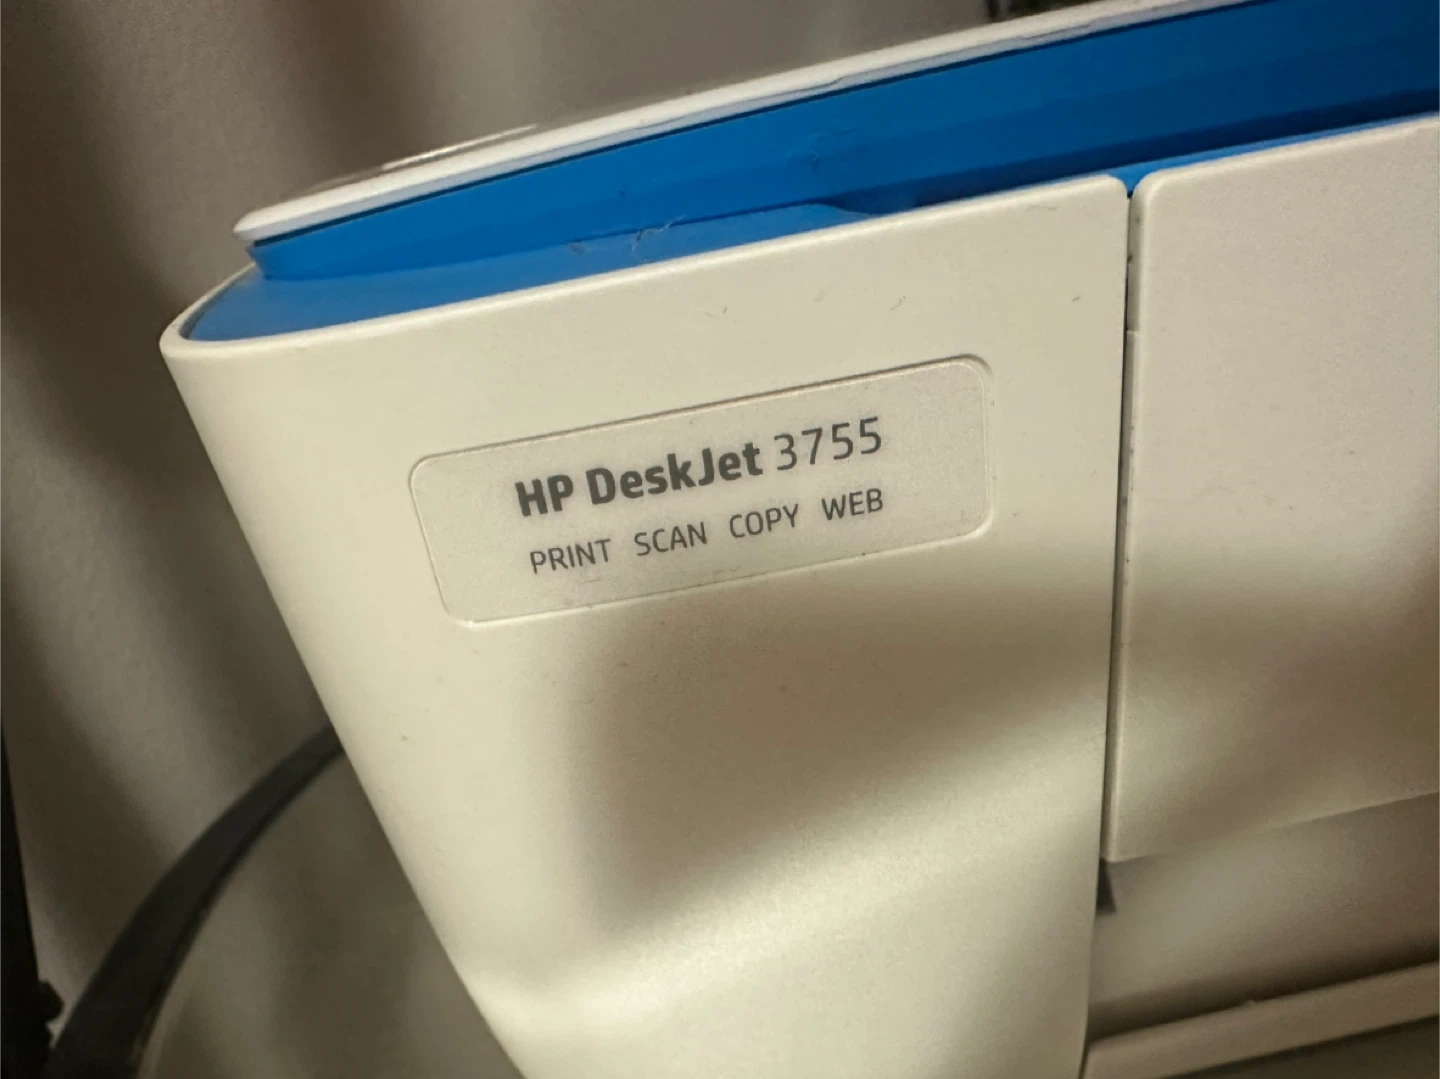 HP DeskJet 3755
PRINT SCAN COPY WEB